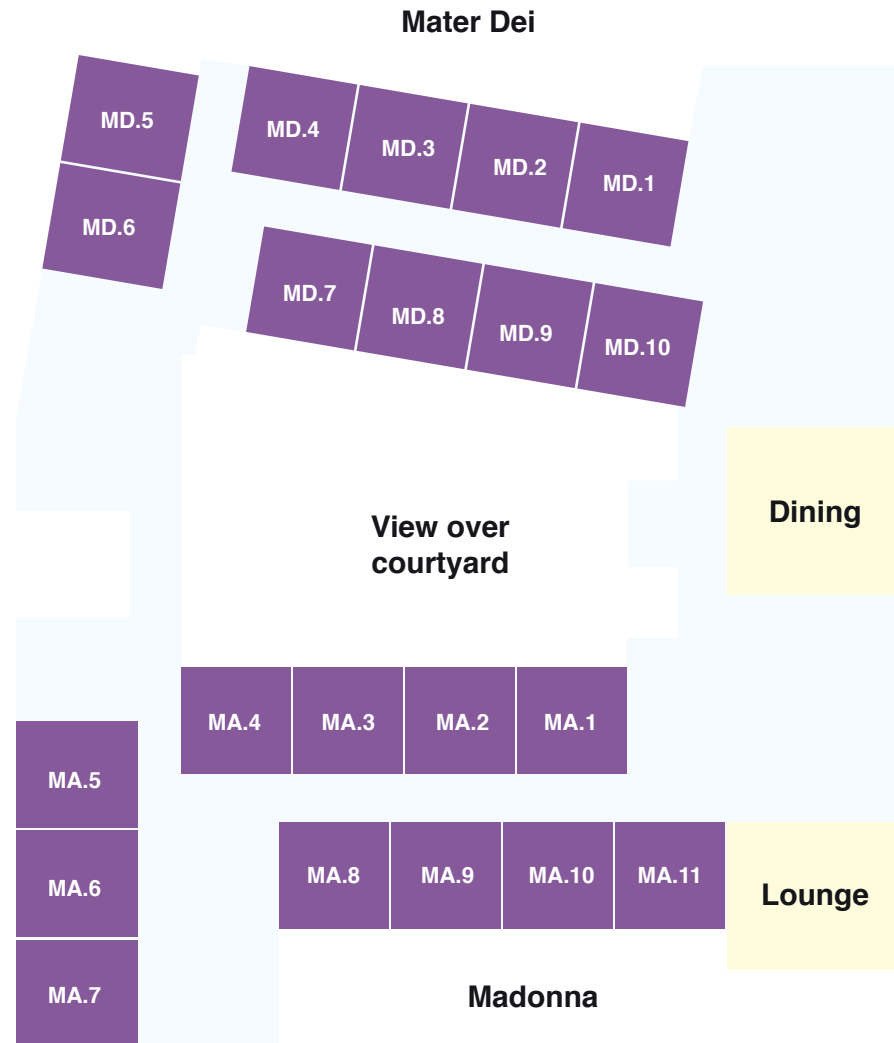 Mater Dei
MD.5
MD.4
MD.3
MD.2
MD.1
MD.6
MD.7
MD.8
MD.9
MD.10
Dining
View over
courtyard
MA.4
MA.3
MA.2
MA.1
MA.5
MA.6
MA.7
MA.8
MA.9
MA.10
MA.11
Lounge
Madonna